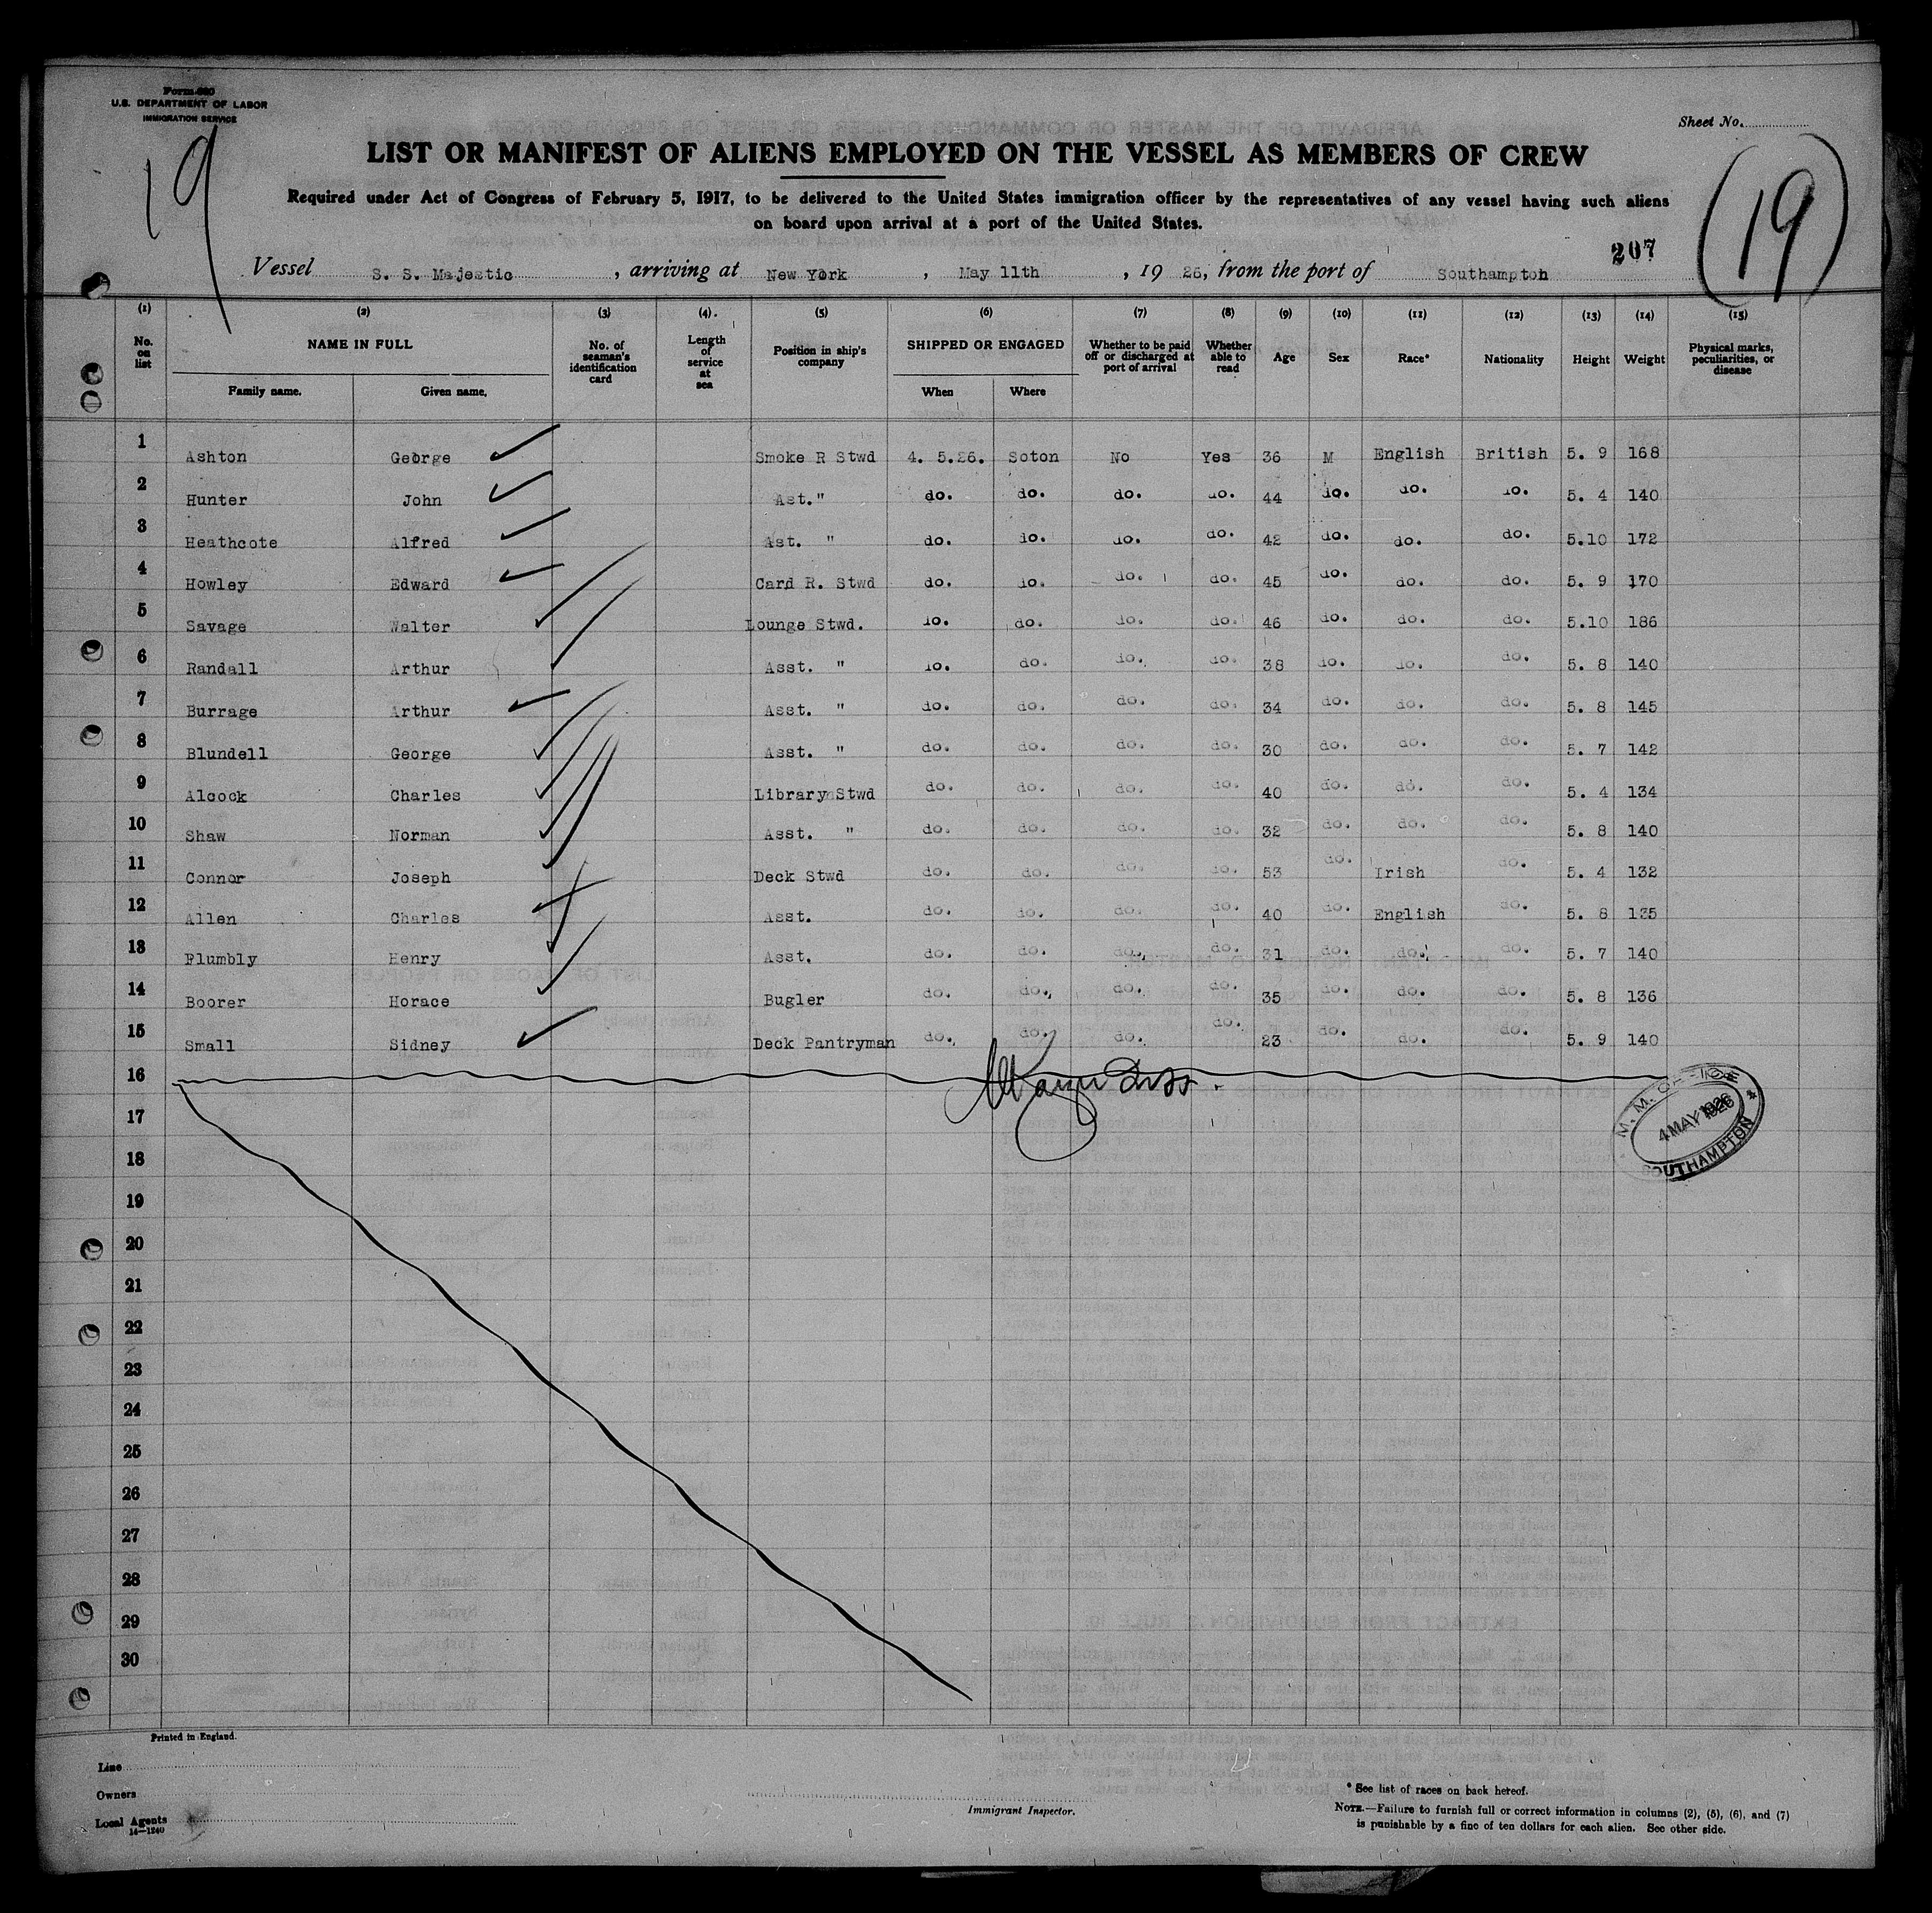 Form 680
U.S. DEPARTMENT OF LABOR
IMMIGRATION SERVICE
19
Sheet No.
(19)
LIST OR MANIFEST OF ALIENS EMPLOYED ON THE VESSEL AS MEMBERS OF CREW
Required under Act of Congress of February 5, 1917, to be delivered to the United States immigration officer by the representatives of any vessel having such aliens
on board upon arrival at a port of the United States.
207
Vessel S. S. Majestic, arriving at New York, May 11th, 19 26, from the port of Southampton
(1) (2) (3) (4). (5) (6) (7) (8) (9) (10) (11) (12) (13) (14) (15)
No. on list NAME IN FULL No. of seaman's identification card Length of service at sea Position in ship's company SHIPPED OR ENGAGED Whether to be paid off or discharged at port of arrival Whether able to read Age Sex Race* Nationality Height Weight Physical marks, peculiarities, or disease
Family name. Given name. When Where
1 Ashton George Smoke R Stwd 4. 5.26. Soton No Yes 36 M English British 5. 9 168
2 Hunter John Ast." do. do. do. do. 44 do. do. do. 5. 4 140
3 Heathcote Alfred Ast. " do. do. do. do. 42 do. do. do. 5.10 172
4 Howley Edward Card R. Stwd do. do. do. do. 45 do. do. do. 5. 9 170
5 Savage Walter Lounge Stwd. do. do. do. do. 46 do. do. do. 5.10 186
6 Randall Arthur Asst. " do. do. do. do. 38 do. do. do. 5. 8 140
7 Burrage Arthur Asst. " do. do. do. do. 34 do. do. do. 5. 8 145
8 Blundell George Asst. " do. do. do. do. 30 do. do. do. 5. 7 142
9 Alcock Charles Library Stwd do. do. do. do. 40 do. do. do. 5. 4 134
10 Shaw Norman Asst. " do. do. do. do. 32 do. do. do. 5. 8 140
11 Connor Joseph Deck Stwd do. do. do. do. 53 do. Irish do. 5. 4 132
12 Allen Charles Asst. do. do. do. do. 40 do. English do. 5. 8 135
13 Plumbly Henry Asst. do. do. do. do. 31 do. do. do. 5. 7 140
14 Boorer Horace Bugler do. do. do. do. 35 do. do. do. 5. 8 136
15 Small Sidney Deck Pantryman do. do. do. do. 23 do. do. do. 5. 9 140
16
17
18
19
20
21
22
23
24
25
26
27
28
29
30
M. M. OFFICE
4 MAY 1926
SOUTHAMPTON
Printed in England.
Line
Owners
Local Agents
14—1240
Immigrant Inspector.
* See list of races on back hereof.
NOTE.—Failure to furnish full or correct information in columns (2), (5), (6), and (7)
is punishable by a fine of ten dollars for each alien. See other side.